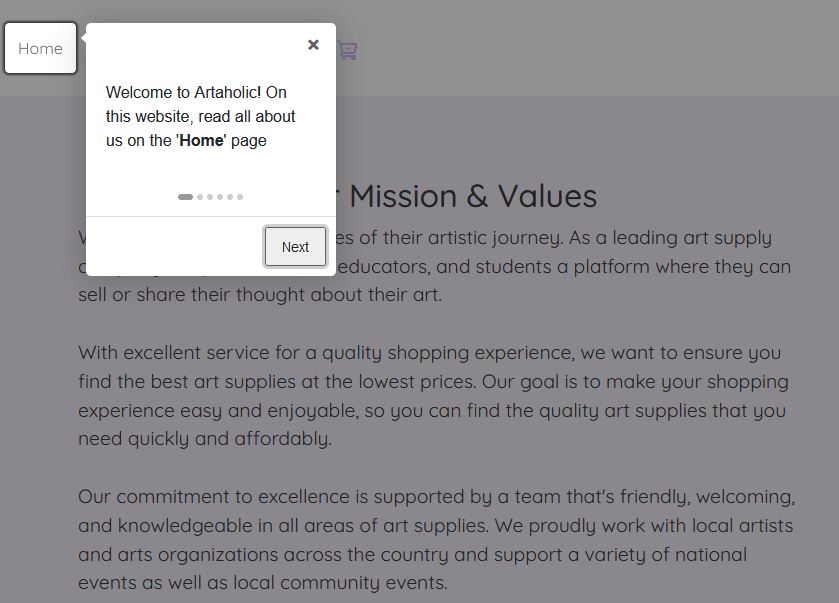 Home
×
Welcome to Artaholic! On
this website, read all about
us on the 'Home' page
Next
Mission & Values
of their artistic journey. As a leading art supply
educators, and students a platform where they can
sell or share their thought about their art.
With excellent service for a quality shopping experience, we want to ensure you
find the best art supplies at the lowest prices. Our goal is to make your shopping
experience easy and enjoyable, so you can find the quality art supplies that you
need quickly and affordably.
Our commitment to excellence is supported by a team that's friendly, welcoming,
and knowledgeable in all areas of art supplies. We proudly work with local artists
and arts organizations across the country and support a variety of national
events as well as local community events.